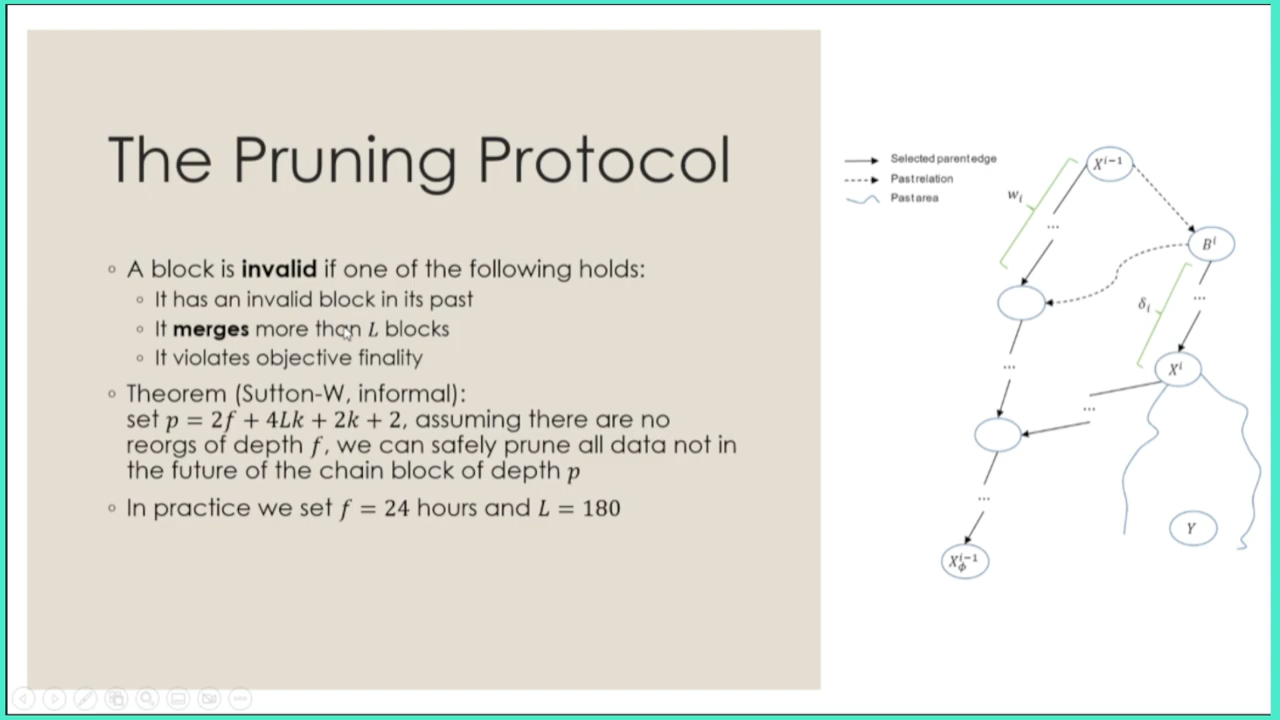 The Pruning Protocol
◦ A block is invalid if one of the following holds:
◦ It has an invalid block in its past
◦ It merges more than L blocks
◦ It violates objective finality
◦ Theorem (Sutton-W, informal):
set p = 2f + 4Lk + 2k + 2, assuming there are no
reorgs of depth f, we can safely prune all data not in
the future of the chain block of depth p
◦ In practice we set f = 24 hours and L = 180
Selected parent edge
Past relation
Past area
X^{i−1}
w_i
...
B^i
...
δ_i
...
X^i
...
...
Y
X_ϕ^{i−1}